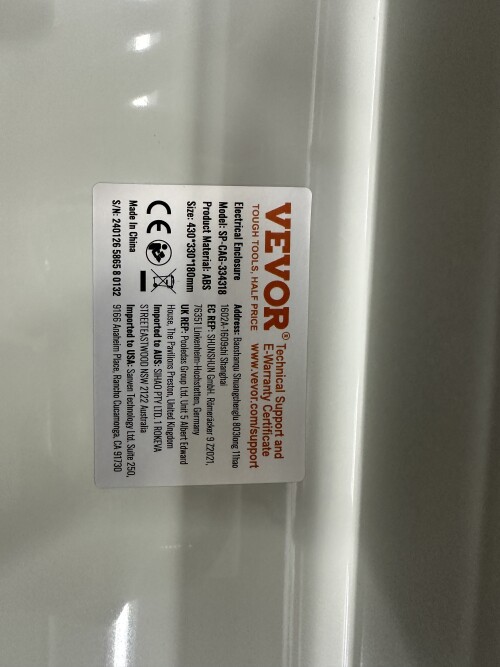 VEVOR®
TOUGH TOOLS, HALF PRICE
Technical Support and
E-Warranty Certificate
www.vevor.com/support
Electrical Enclosure
Model: SP-CAG-334318
Product Material: ABS
Size: 430*330*180mm
CE
Made In China
S/N: 240126 5865 8 0132
Address: Baoshanqu Shuangchenglu 803long 11hao
1602A-1609shi Shanghai
EC REP: SHUNSHUN GmbH. Römeräcker 9 Z2021,
76351 Linkenheim-Hochstetten, Germany
UK REP: Pooledas Group Ltd. Unit 5 Albert Edward
House, The Pavilions Preston, United Kingdom
Imported to AUS: SIHAO PTY LTD. 1 ROKEVA
STREETEASTWOOD NSW 2122 Australia
Imported to USA: Sanven Technology Ltd. Suite 250,
9166 Anaheim Place, Rancho Cucamonga, CA 91730